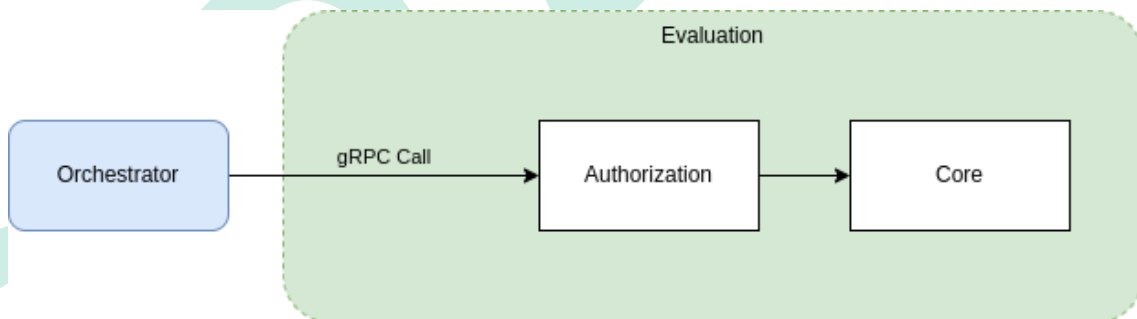 Evaluation
Orchestrator
gRPC Call
Authorization
Core